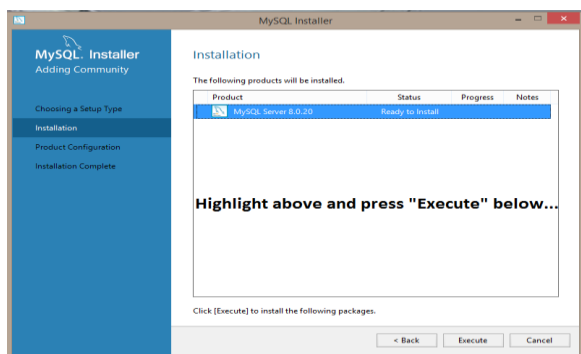 MySQL Installer
MySQL. Installer
Adding Community
Choosing a Setup Type
Installation
Product Configuration
Installation Complete
Installation
The following products will be installed.
Product Status Progress Notes
MySQL Server 8.0.20 Ready to Install
Highlight above and press "Execute" below...
Click [Execute] to install the following packages.
< Back Execute Cancel